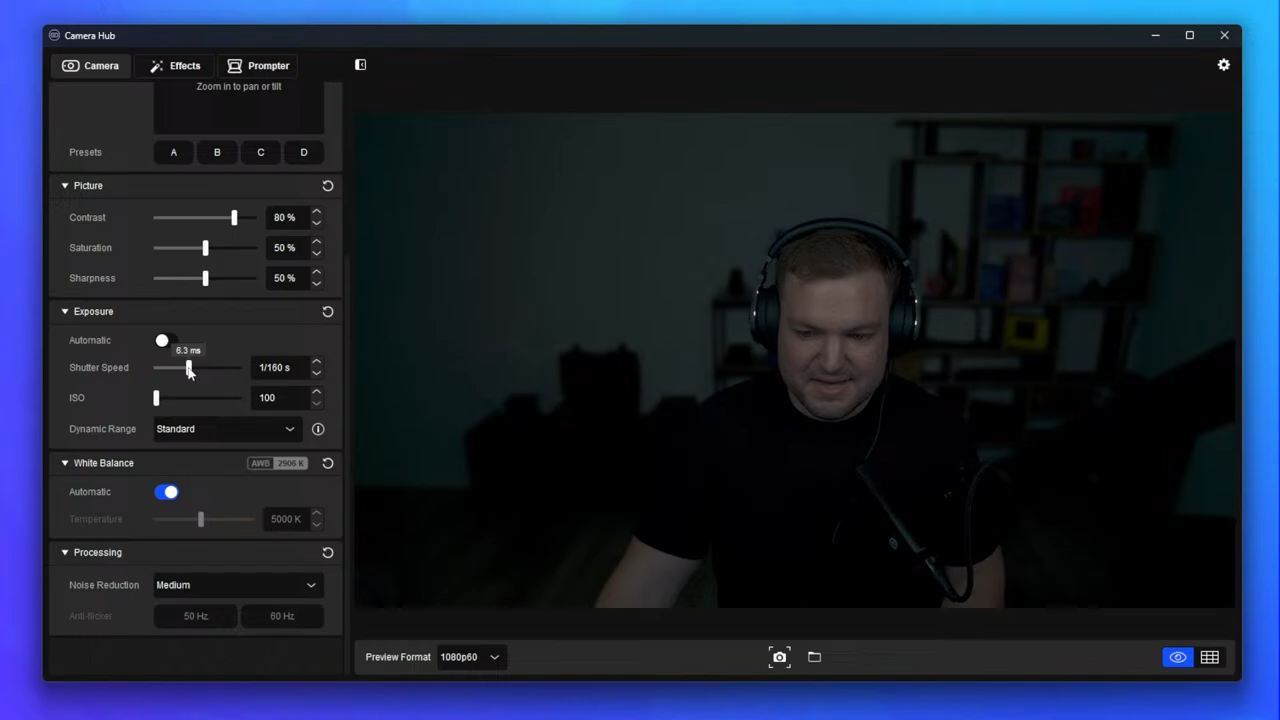 Camera Hub
Camera
Effects
Prompter
Zoom in to pan or tilt
Presets
A
B
C
D
Picture
Contrast
80 %
Saturation
50 %
Sharpness
50 %
Exposure
Automatic
6.3 ms
Shutter Speed
1/160 s
ISO
100
Dynamic Range
Standard
White Balance
AWB 2906 K
Automatic
Temperature
5000 K
Processing
Noise Reduction
Medium
Anti-flicker
50 Hz
60 Hz
Preview Format
1080p60